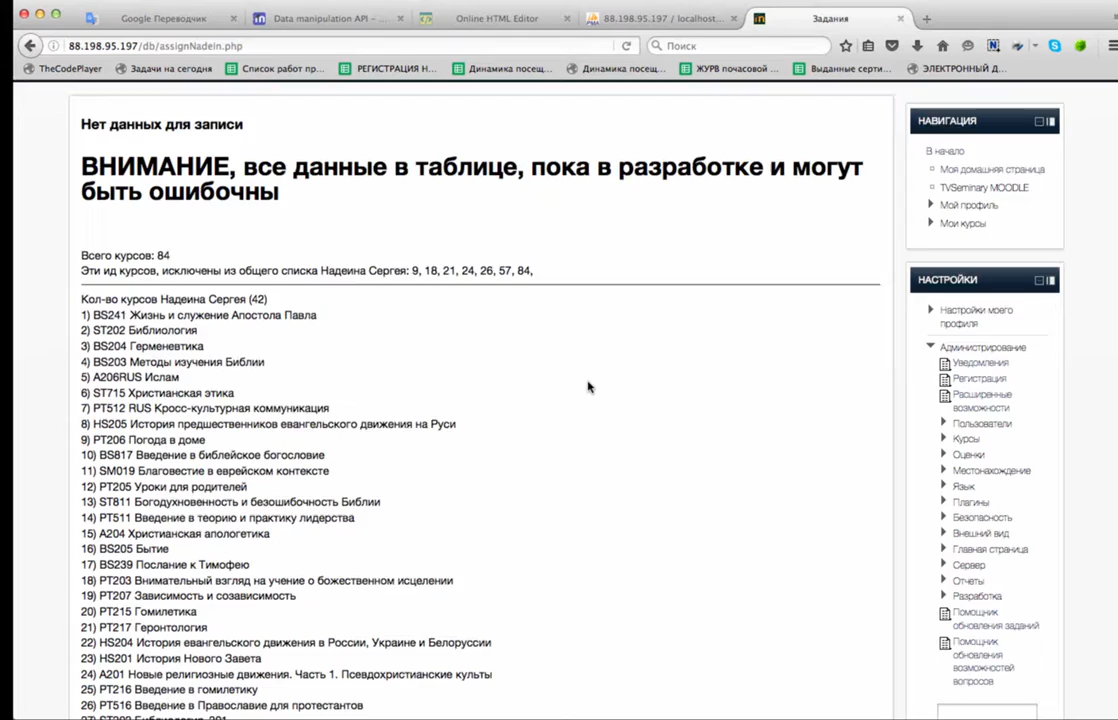 Google Переводчик
Data manipulation API – ...
Online HTML Editor
88.198.95.197 / localhost...
Задания
88.198.95.197/db/assignNadein.php
Поиск
TheCodePlayer
Задачи на сегодня
Список работ пр...
РЕГИСТРАЦИЯ Н...
Динамика посещ...
Динамика посещ...
ЖУРВ почасовой ...
Выданные серти...
ЭЛЕКТРОННЫЙ Д...
Нет данных для записи
ВНИМАНИЕ, все данные в таблице, пока в разработке и могут
быть ошибочны
Всего курсов: 84
Эти ид курсов, исключены из общего списка Надеина Сергея: 9, 18, 21, 24, 26, 57, 84,
Кол-во курсов Надеина Сергея (42)
1) BS241 Жизнь и служение Апостола Павла
2) ST202 Библиология
3) BS204 Герменевтика
4) BS203 Методы изучения Библии
5) A206RUS Ислам
6) ST715 Христианская этика
7) PT512 RUS Кросс-культурная коммуникация
8) HS205 История предшественников евангельского движения на Руси
9) PT206 Погода в доме
10) BS817 Введение в библейское богословие
11) SM019 Благовестие в еврейском контексте
12) PT205 Уроки для родителей
13) ST811 Богодухновенность и безошибочность Библии
14) PT511 Введение в теорию и практику лидерства
15) A204 Христианская апологетика
16) BS205 Бытие
17) BS239 Послание к Тимофею
18) PT203 Внимательный взгляд на учение о божественном исцелении
19) PT207 Зависимость и созависимость
20) PT215 Гомилетика
21) PT217 Геронтология
22) HS204 История евангельского движения в России, Украине и Белоруссии
23) HS201 История Нового Завета
24) A201 Новые религиозные движения. Часть 1. Псевдохристианские культы
25) PT216 Введение в гомилетику
26) PT516 Введение в Православие для протестантов
НАВИГАЦИЯ
В начало
Моя домашняя страница
TVSeminary MOODLE
Мой профиль
Мои курсы
НАСТРОЙКИ
Настройки моего
профиля
Администрирование
Уведомления
Регистрация
Расширенные
возможности
Пользователи
Курсы
Оценки
Местонахождение
Язык
Плагины
Безопасность
Внешний вид
Главная страница
Сервер
Отчеты
Разработка
Помощник
обновления заданий
Помощник
обновления
возможностей
вопросов